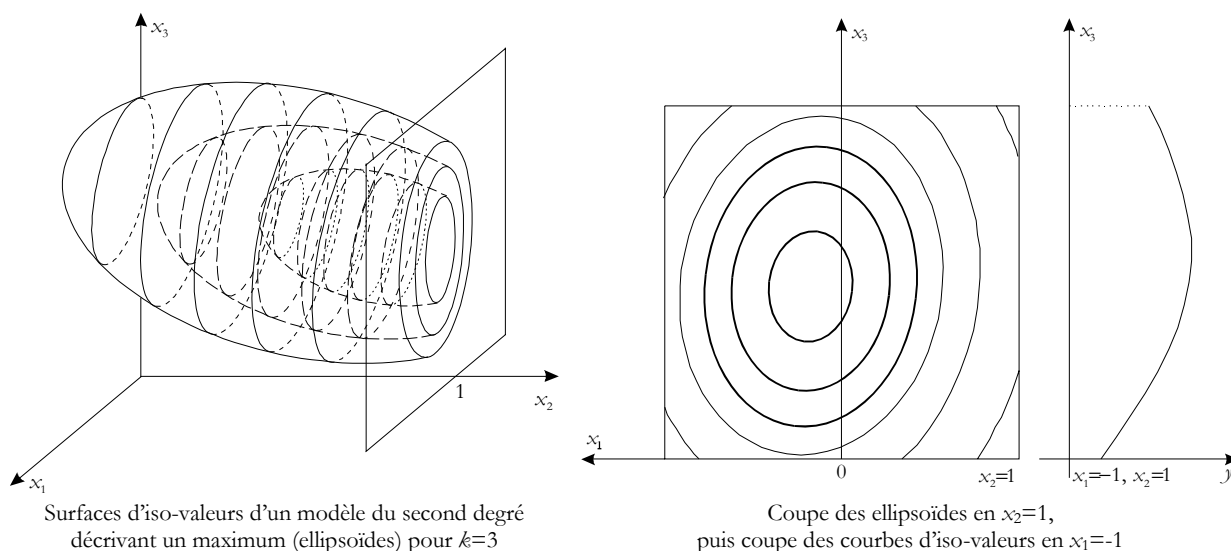 x₃
1
x₂
x₁
Surfaces d'iso-valeurs d'un modèle du second degré
décrivant un maximum (ellipsoïdes) pour k=3
x₃
x₃
x₁
0
x₂=1
x₁=-1, x₂=1
y
Coupe des ellipsoïdes en x₂=1,
puis coupe des courbes d'iso-valeurs en x₁=-1